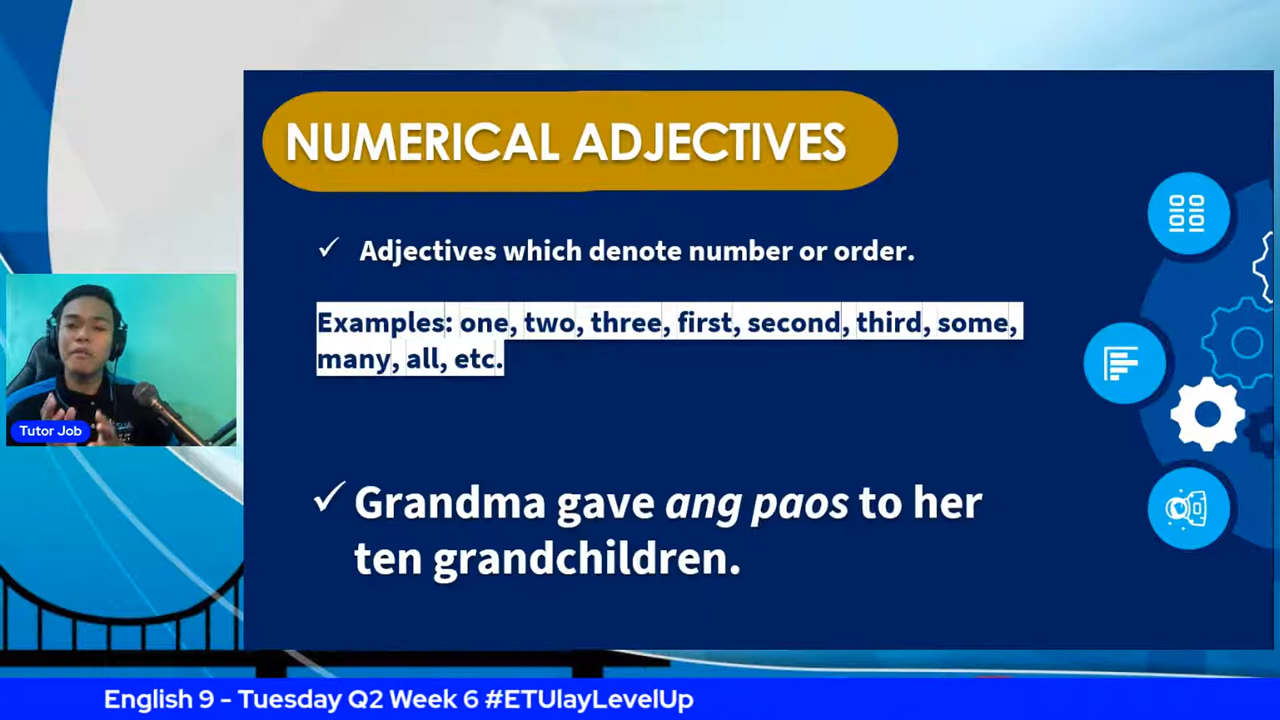 NUMERICAL ADJECTIVES
✓ Adjectives which denote number or order.
Examples: one, two, three, first, second, third, some,
many, all, etc.
✓ Grandma gave ang paos to her
ten grandchildren.
Tutor Job
English 9 - Tuesday Q2 Week 6 #ETUlayLevelUp